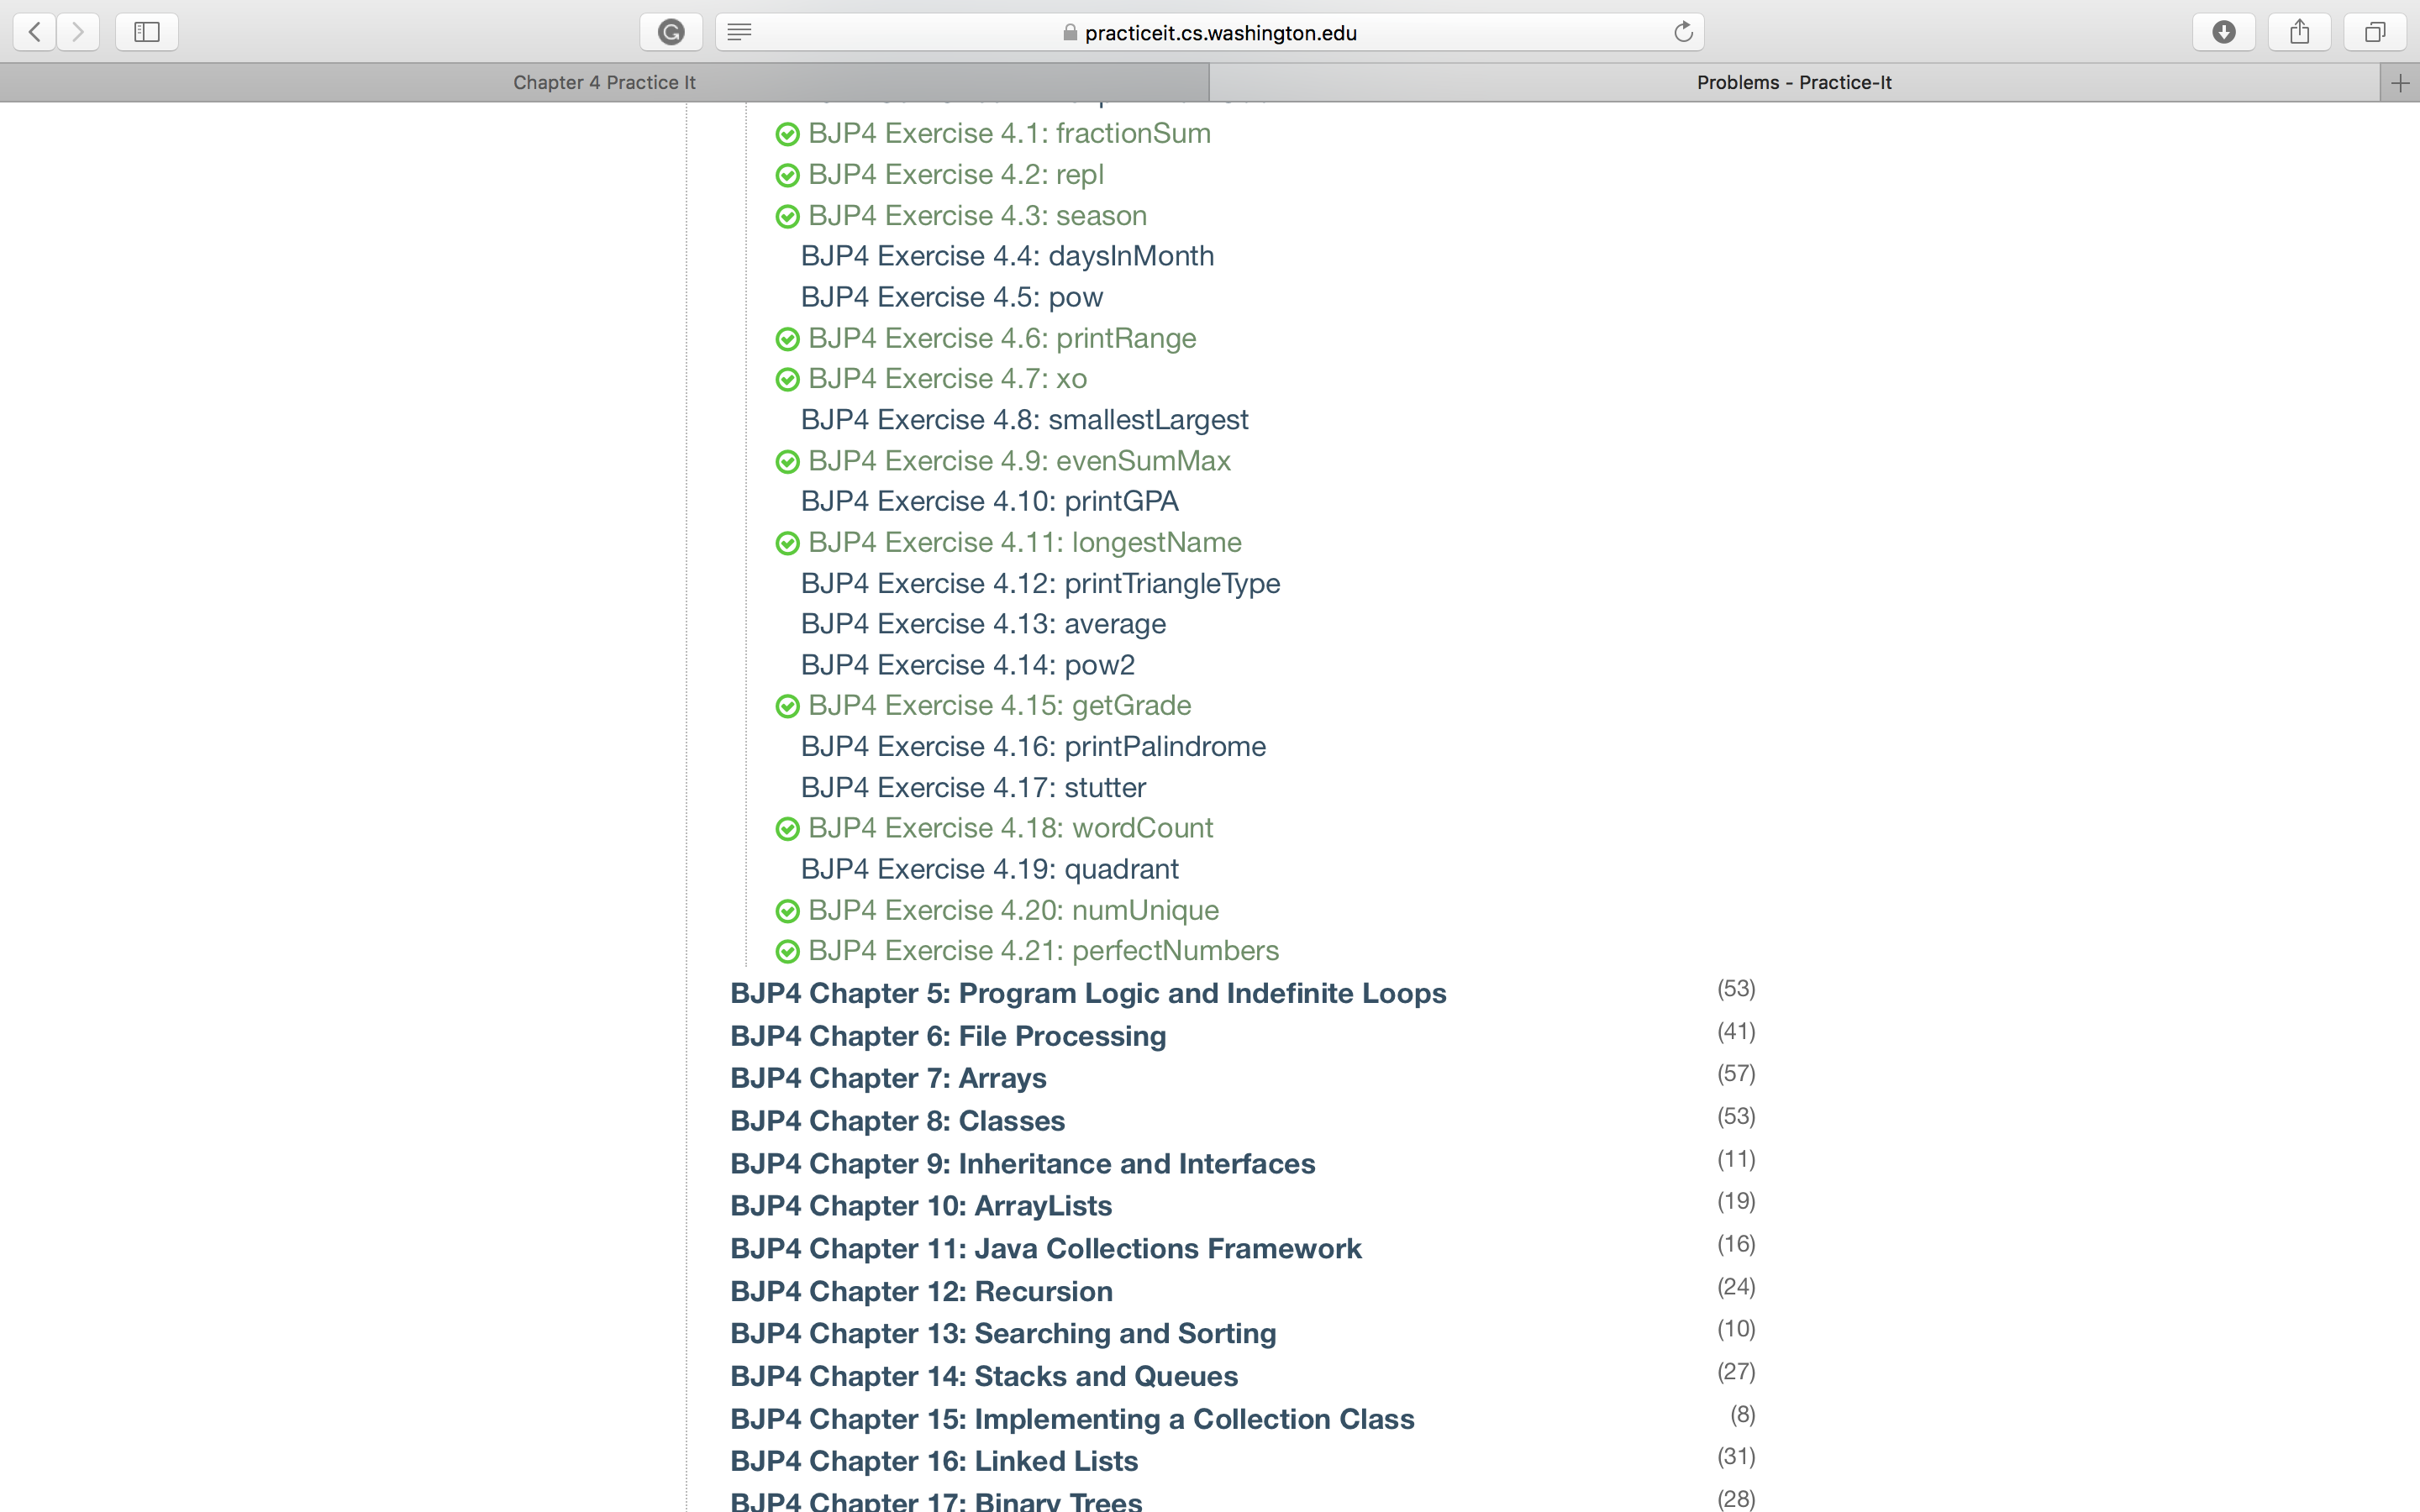 practiceit.cs.washington.edu
Chapter 4 Practice It
Problems - Practice-It
BJP4 Exercise 4.1: fractionSum
BJP4 Exercise 4.2: repl
BJP4 Exercise 4.3: season
BJP4 Exercise 4.4: daysInMonth
BJP4 Exercise 4.5: pow
BJP4 Exercise 4.6: printRange
BJP4 Exercise 4.7: xo
BJP4 Exercise 4.8: smallestLargest
BJP4 Exercise 4.9: evenSumMax
BJP4 Exercise 4.10: printGPA
BJP4 Exercise 4.11: longestName
BJP4 Exercise 4.12: printTriangleType
BJP4 Exercise 4.13: average
BJP4 Exercise 4.14: pow2
BJP4 Exercise 4.15: getGrade
BJP4 Exercise 4.16: printPalindrome
BJP4 Exercise 4.17: stutter
BJP4 Exercise 4.18: wordCount
BJP4 Exercise 4.19: quadrant
BJP4 Exercise 4.20: numUnique
BJP4 Exercise 4.21: perfectNumbers
BJP4 Chapter 5: Program Logic and Indefinite Loops (53)
BJP4 Chapter 6: File Processing (41)
BJP4 Chapter 7: Arrays (57)
BJP4 Chapter 8: Classes (53)
BJP4 Chapter 9: Inheritance and Interfaces (11)
BJP4 Chapter 10: ArrayLists (19)
BJP4 Chapter 11: Java Collections Framework (16)
BJP4 Chapter 12: Recursion (24)
BJP4 Chapter 13: Searching and Sorting (10)
BJP4 Chapter 14: Stacks and Queues (27)
BJP4 Chapter 15: Implementing a Collection Class (8)
BJP4 Chapter 16: Linked Lists (31)
BJP4 Chapter 17: Binary Trees (28)